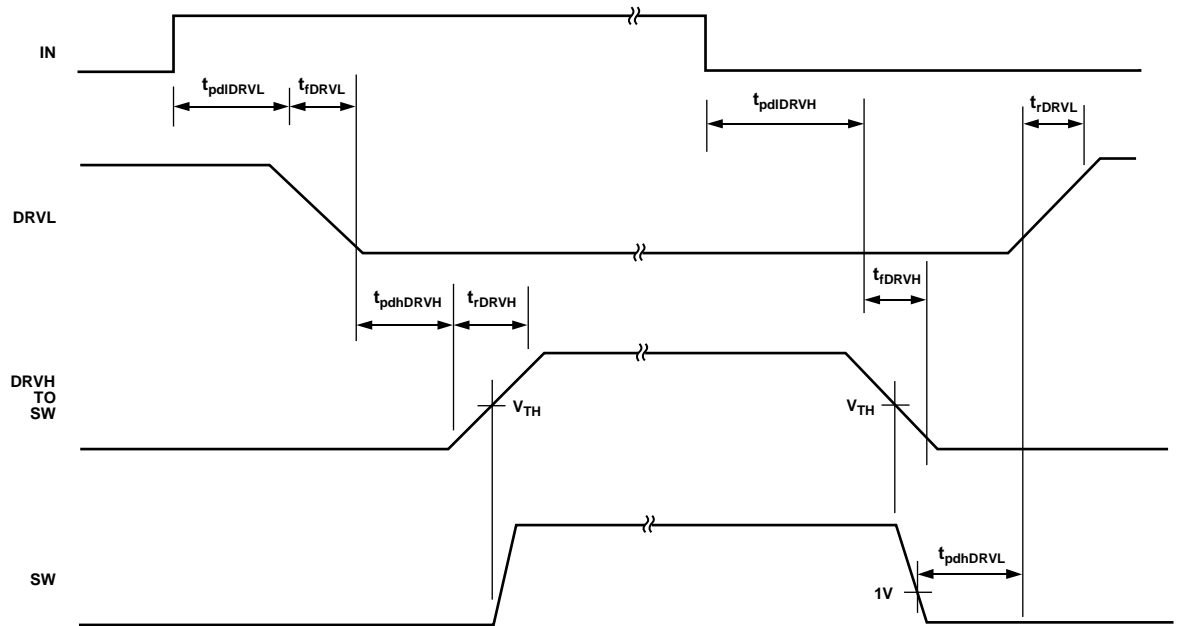 IN
tpdlDRVL
tfDRVL
tpdlDRVH
trDRVL
DRVL
tpdhDRVH
trDRVH
tfDRVH
DRVH
TO
SW
VTH
VTH
SW
1V
tpdhDRVL